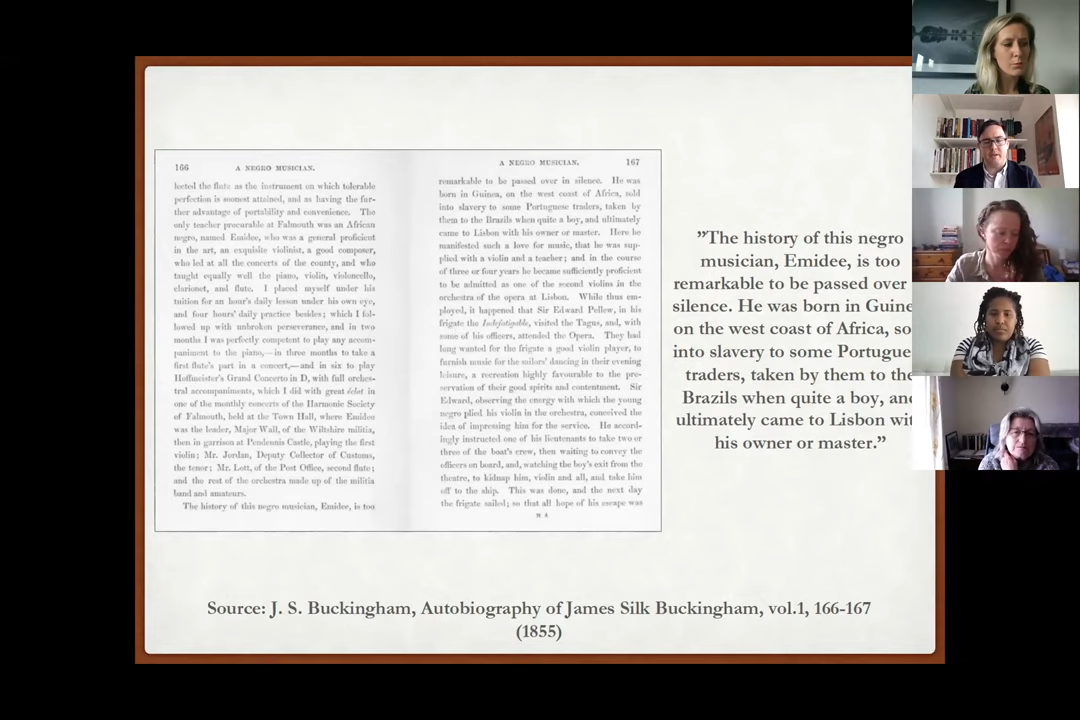 166 A NEGRO MUSICIAN.
lected the flute as the instrument on which tolerable
perfection is soonest attained, and as having the fur-
ther advantage of portability and convenience. The
only teacher procurable at Falmouth was an African
negro, named Emidee, who was a general proficient
in the art, an exquisite violinist, a good composer,
who led at all the concerts of the county, and who
taught equally well the piano, violin, violoncello,
clarionet, and flute. I placed myself under his
tuition for an hour's daily lesson under his own eye,
and four hours' daily practice besides; which I fol-
lowed up with unbroken perseverance, and in two
months I was perfectly competent to play any accom-
paniment to the piano,—in three months to take a
first flute's part in a concert,—and in six to play
Hoffmeister's Grand Concerto in D, with full orches-
tral accompaniments, which I did with great éclat in
one of the monthly concerts of the Harmonic Society
of Falmouth, held at the Town Hall, where Emidee
was the leader, Major Wall, of the Wiltshire militia,
then in garrison at Pendennis Castle, playing the first
violin; Mr. Jordan, Deputy Collector of Customs,
the tenor; Mr. Lott, of the Post Office, second flute;
and the rest of the orchestra made up of the militia
band and amateurs.
The history of this negro musician, Emidee, is too
A NEGRO MUSICIAN. 167
remarkable to be passed over in silence. He was
born in Guinea, on the west coast of Africa, sold
into slavery to some Portuguese traders, taken by
them to the Brazils when quite a boy, and ultimately
came to Lisbon with his owner or master. Here he
manifested such a love for music, that he was sup-
plied with a violin and a teacher; and in the course
of three or four years he became sufficiently proficient
to be admitted as one of the second violins in the
orchestra of the opera at Lisbon. While thus em-
ployed, it happened that Sir Edward Pellew, in his
frigate the Indefatigable, visited the Tagus, and, with
some of his officers, attended the Opera. They had
long wanted for the frigate a good violin player, to
furnish music for the sailors' dancing in their evening
leisure, a recreation highly favourable to the pre-
servation of their good spirits and contentment. Sir
Edward, observing the energy with which the young
negro plied his violin in the orchestra, conceived the
idea of impressing him for the service. He accord-
ingly instructed one of his lieutenants to take two or
three of the boat's crew, then waiting to convey the
officers on board, and, watching the boy's exit from the
theatre, to kidnap him, violin and all, and take him
off to the ship. This was done, and the next day
the frigate sailed; so that all hope of his escape was
M 4
”The history of this negro
musician, Emidee, is too
remarkable to be passed over
silence. He was born in Guine
on the west coast of Africa, so
into slavery to some Portugue
traders, taken by them to the
Brazils when quite a boy, and
ultimately came to Lisbon wit
his owner or master.”
Source: J. S. Buckingham, Autobiography of James Silk Buckingham, vol.1, 166-167
(1855)